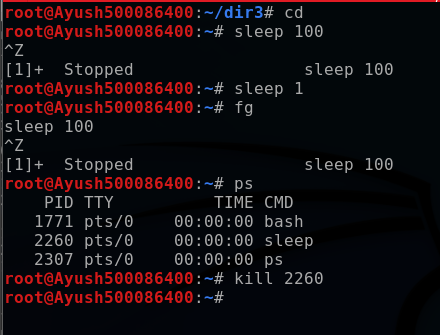 root@Ayush500086400:~/dir3# cd
root@Ayush500086400:~# sleep 100
^Z
[1]+  Stopped                 sleep 100
root@Ayush500086400:~# sleep 1
root@Ayush500086400:~# fg
sleep 100
^Z
[1]+  Stopped                 sleep 100
root@Ayush500086400:~# ps
    PID TTY          TIME CMD
   1771 pts/0    00:00:00 bash
   2260 pts/0    00:00:00 sleep
   2307 pts/0    00:00:00 ps
root@Ayush500086400:~# kill 2260
root@Ayush500086400:~#